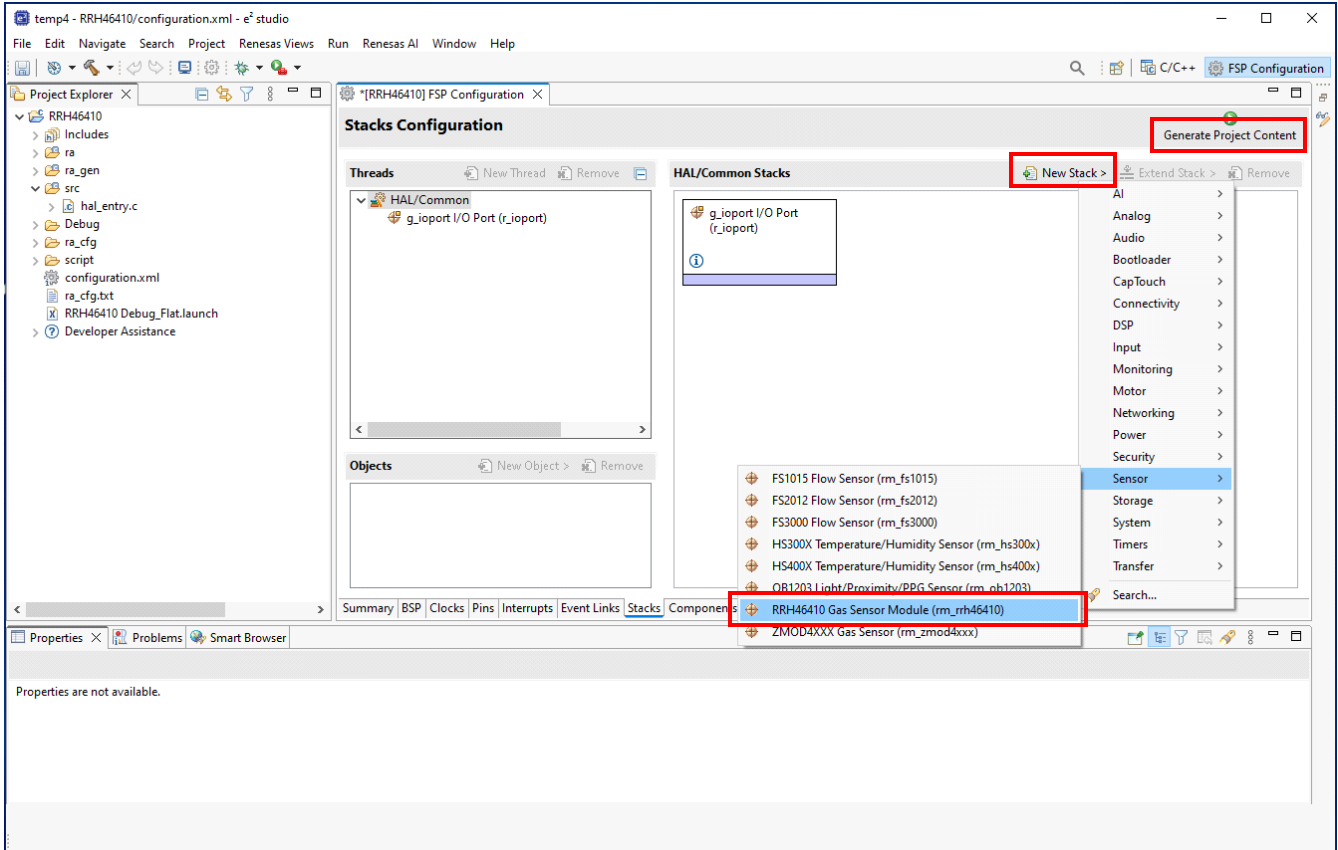 temp4 - RRH46410/configuration.xml - e² studio
File Edit Navigate Search Project Renesas Views Run Renesas AI Window Help
C/C++ FSP Configuration
Project Explorer
RRH46410
Includes
ra
ra_gen
src
hal_entry.c
Debug
ra_cfg
script
configuration.xml
ra_cfg.txt
RRH46410 Debug_Flat.launch
Developer Assistance
*[RRH46410] FSP Configuration
Stacks Configuration
Generate Project Content
Threads New Thread Remove
HAL/Common
g_ioport I/O Port (r_ioport)
Objects New Object > Remove
HAL/Common Stacks New Stack > Extend Stack > Remove
g_ioport I/O Port
(r_ioport)
AI
Analog
Audio
Bootloader
CapTouch
Connectivity
DSP
Input
Monitoring
Motor
Networking
Power
Security
Sensor
Storage
System
Timers
Transfer
Search...
FS1015 Flow Sensor (rm_fs1015)
FS2012 Flow Sensor (rm_fs2012)
FS3000 Flow Sensor (rm_fs3000)
HS300X Temperature/Humidity Sensor (rm_hs300x)
HS400X Temperature/Humidity Sensor (rm_hs400x)
OB1203 Light/Proximity/PPG Sensor (rm_ob1203)
RRH46410 Gas Sensor Module (rm_rrh46410)
ZMOD4XXX Gas Sensor (rm_zmod4xxx)
Summary BSP Clocks Pins Interrupts Event Links Stacks Components
Properties Problems Smart Browser
Properties are not available.